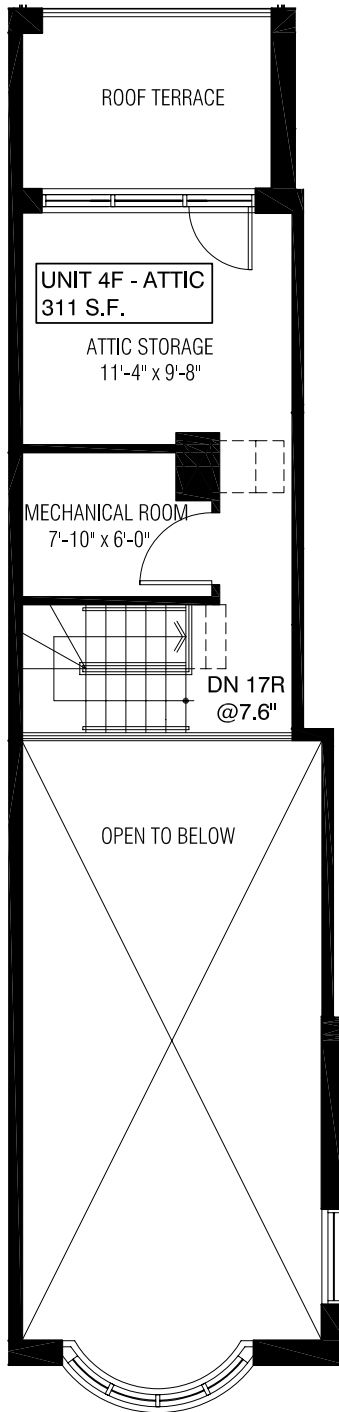 ROOF TERRACE
UNIT 4F - ATTIC
311 S.F.
ATTIC STORAGE
11'-4" x 9'-8"
MECHANICAL ROOM
7'-10" x 6'-0"
DN 17R
@7.6"
OPEN TO BELOW